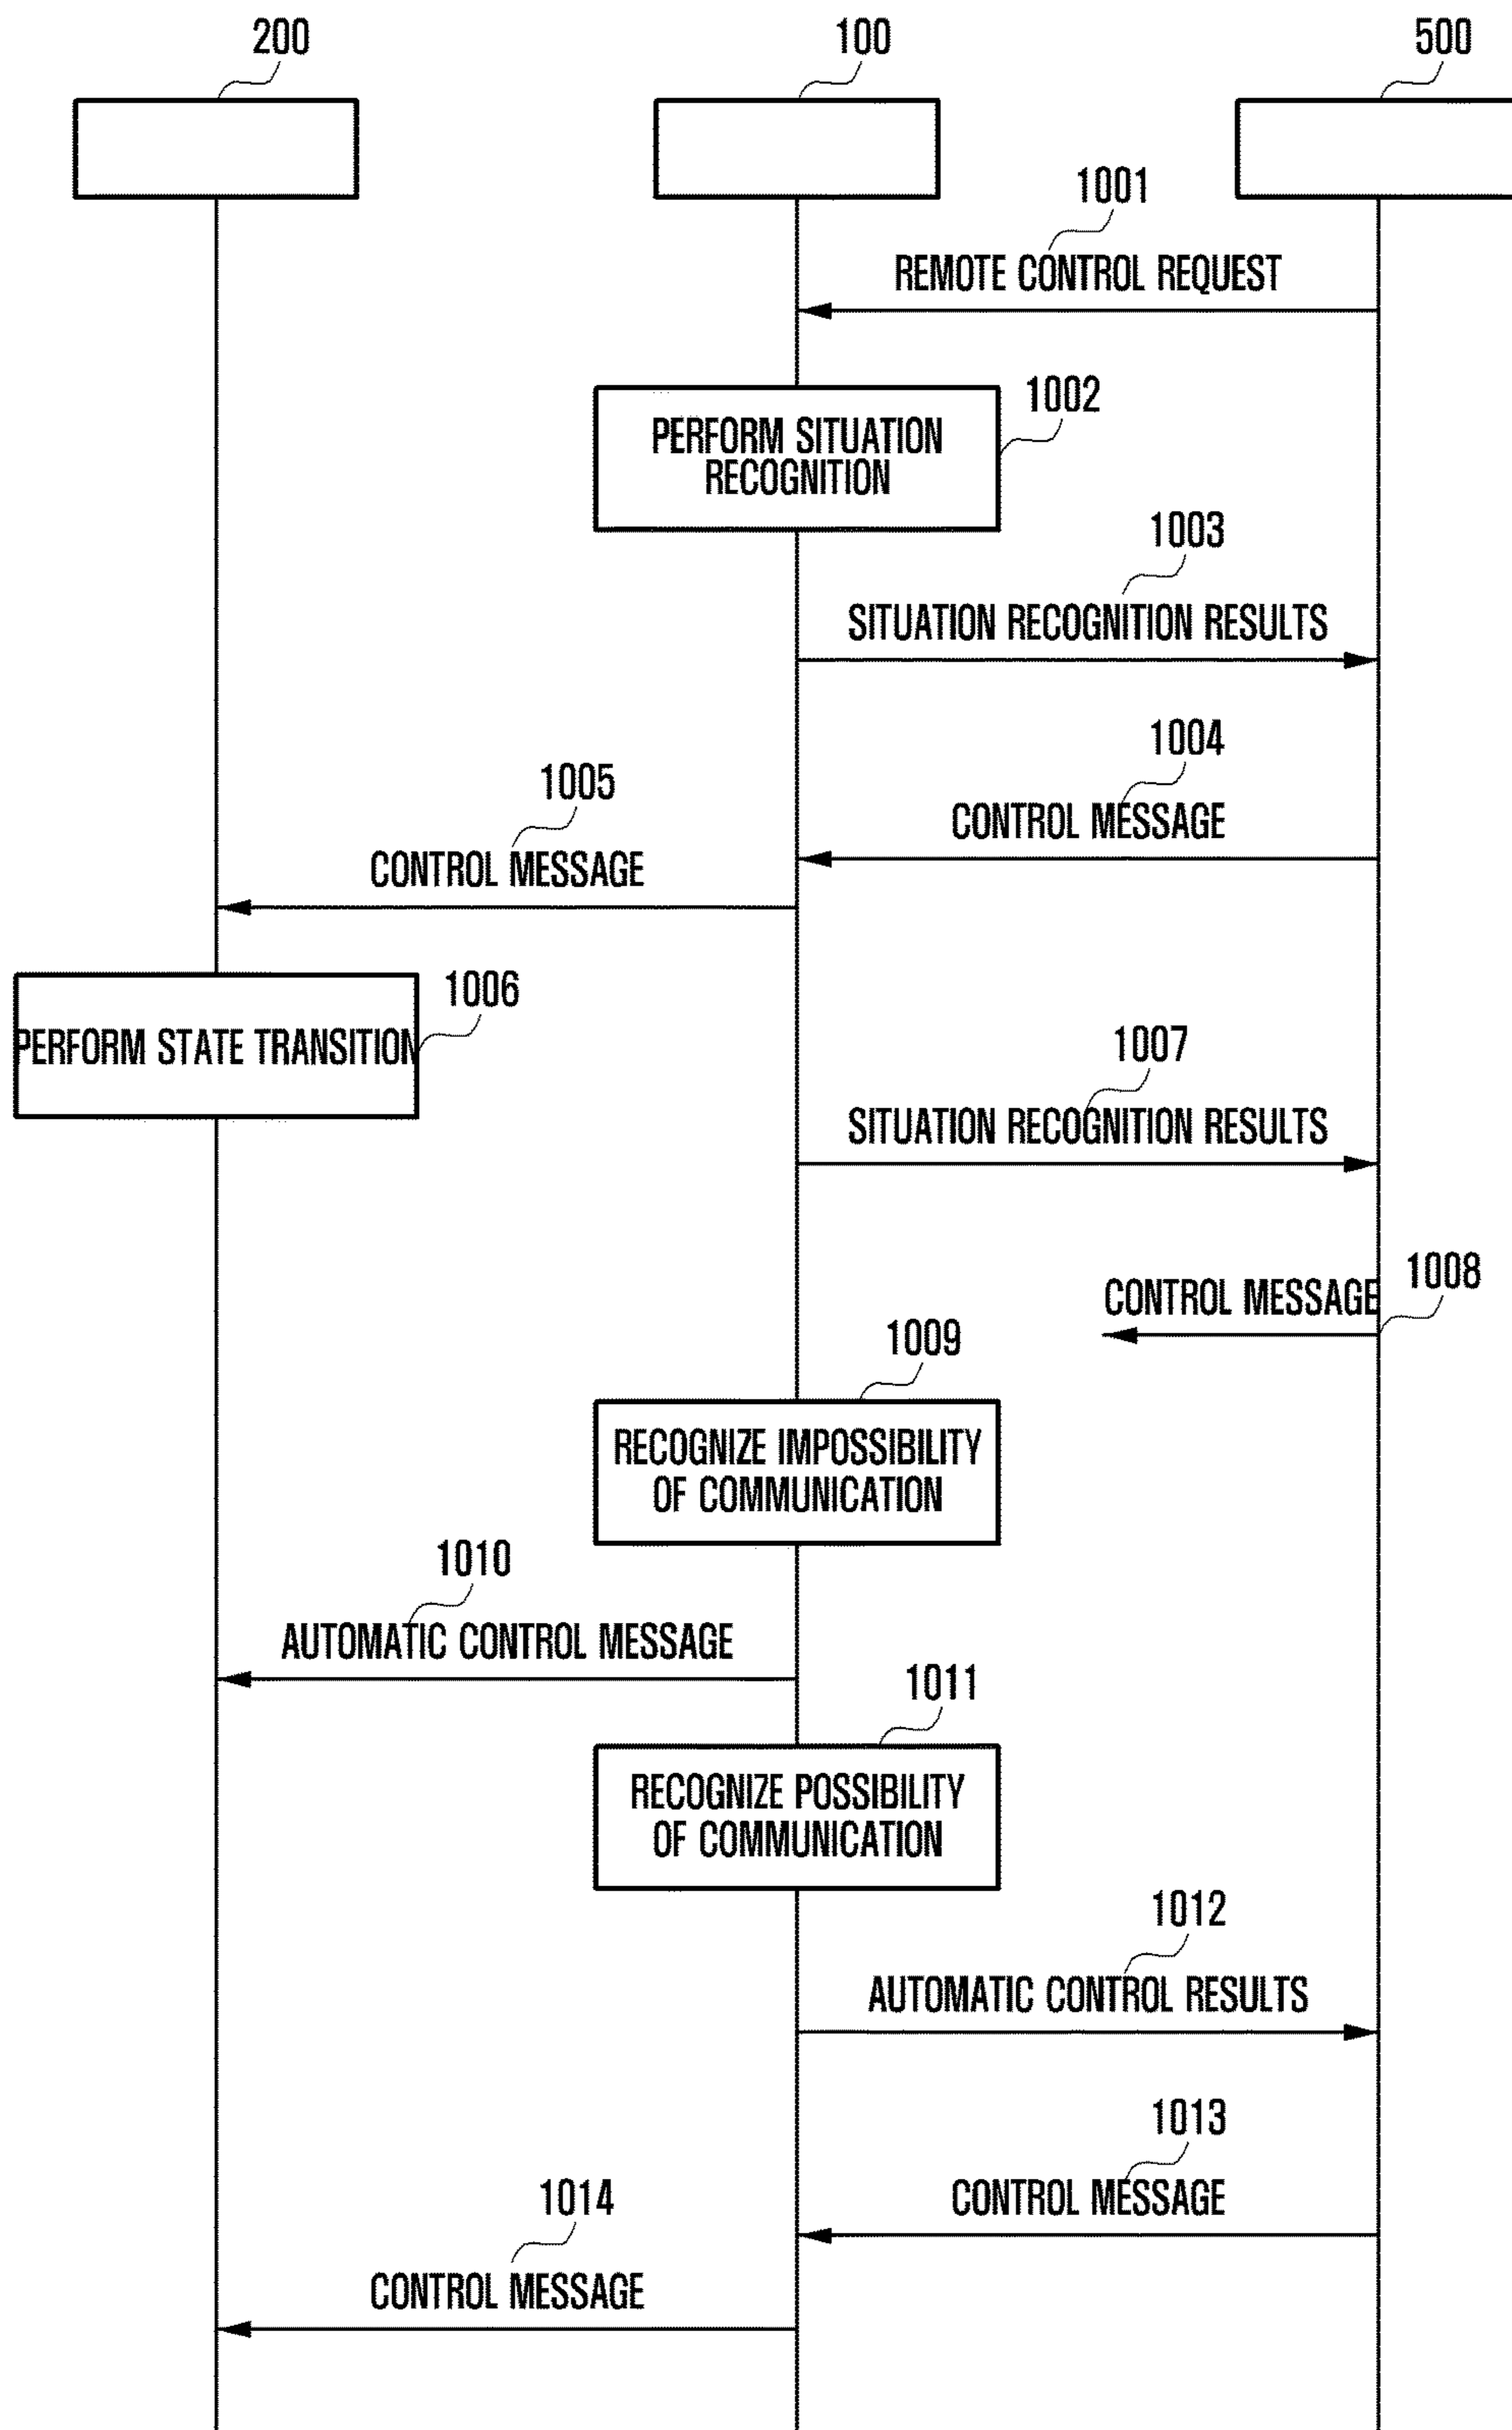 200
100
500
1001
REMOTE CONTROL REQUEST
1002
PERFORM SITUATION
RECOGNITION
1003
SITUATION RECOGNITION RESULTS
1004
CONTROL MESSAGE
1005
CONTROL MESSAGE
1006
PERFORM STATE TRANSITION
1007
SITUATION RECOGNITION RESULTS
1008
CONTROL MESSAGE
1009
RECOGNIZE IMPOSSIBILITY
OF COMMUNICATION
1010
AUTOMATIC CONTROL MESSAGE
1011
RECOGNIZE POSSIBILITY
OF COMMUNICATION
1012
AUTOMATIC CONTROL RESULTS
1013
CONTROL MESSAGE
1014
CONTROL MESSAGE